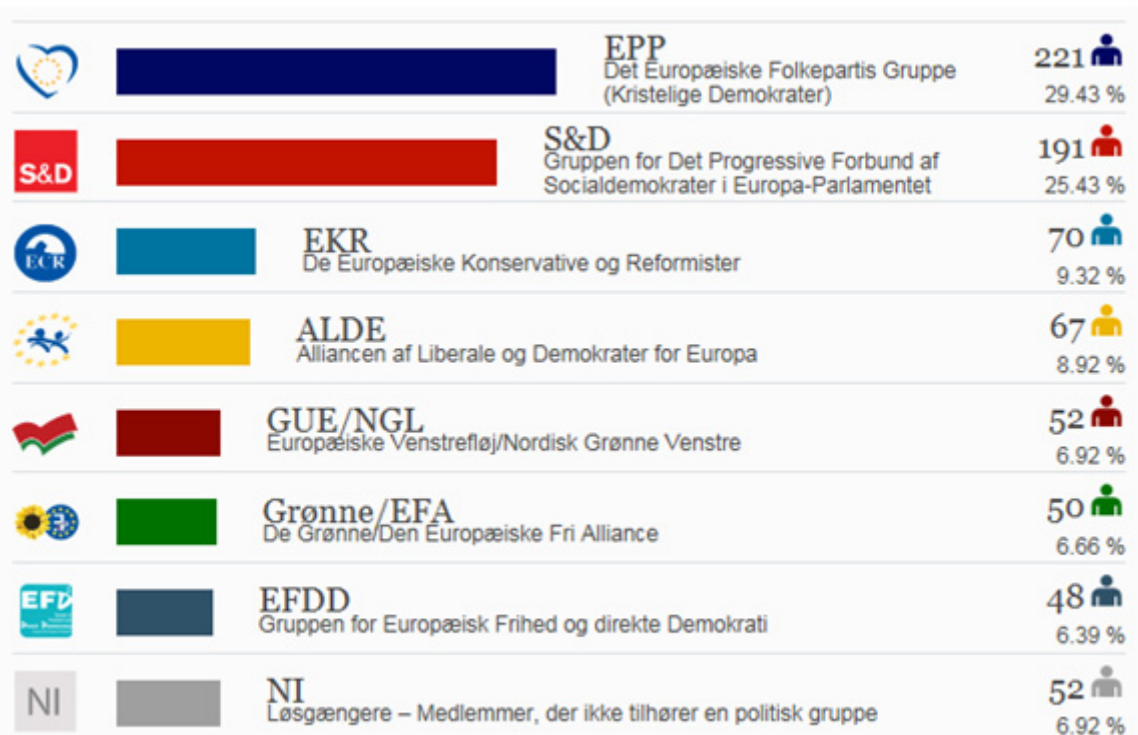 EPP
Det Europæiske Folkepartis Gruppe
(Kristelige Demokrater)
221
29.43 %
S&D
S&D
Gruppen for Det Progressive Forbund af
Socialdemokrater i Europa-Parlamentet
191
25.43 %
ECR
EKR
De Europæiske Konservative og Reformister
70
9.32 %
ALDE
Alliancen af Liberale og Demokrater for Europa
67
8.92 %
GUE/NGL
Europæiske Venstrefløj/Nordisk Grønne Venstre
52
6.92 %
Grønne/EFA
De Grønne/Den Europæiske Fri Alliance
50
6.66 %
EFD
EFDD
Gruppen for Europæisk Frihed og direkte Demokrati
48
6.39 %
NI
NI
Løsgængere – Medlemmer, der ikke tilhører en politisk gruppe
52
6.92 %